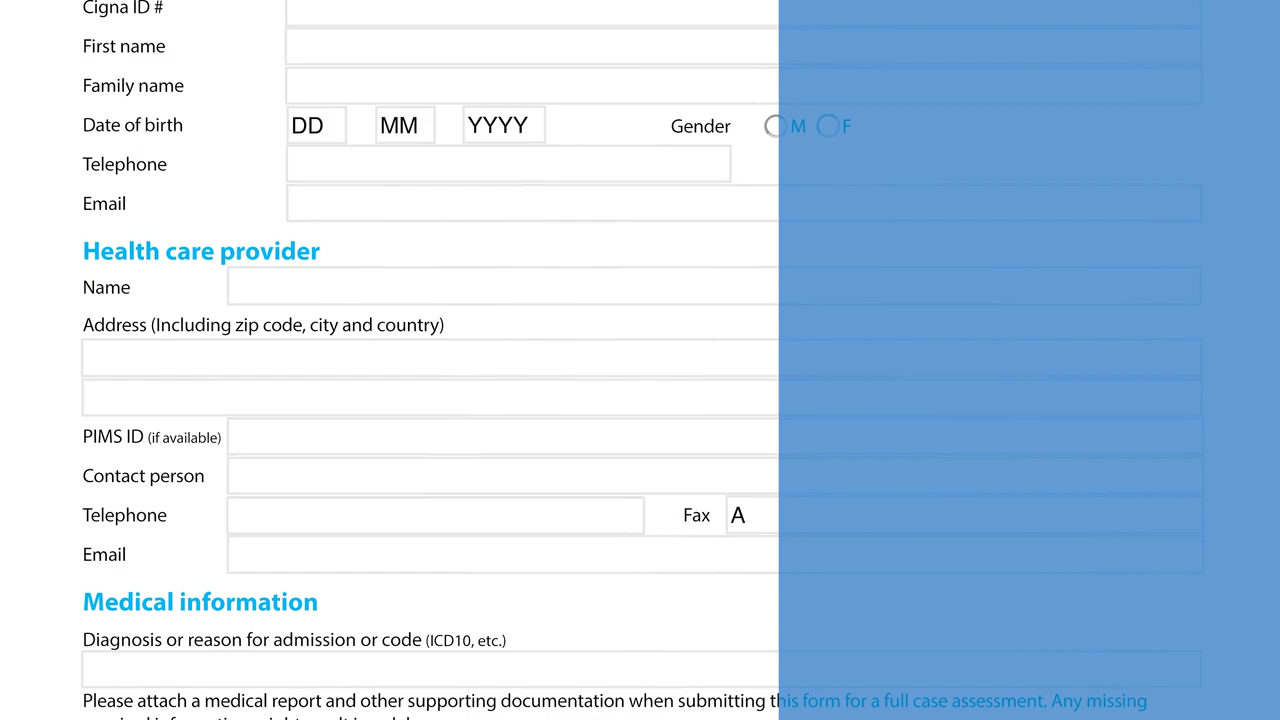 Cigna ID #
First name
Family name
Date of birth DD MM YYYY Gender M F
Telephone
Email
Health care provider
Name
Address (Including zip code, city and country)
PIMS ID (if available)
Contact person
Telephone Fax A
Email
Medical information
Diagnosis or reason for admission or code (ICD10, etc.)
Please attach a medical report and other supporting documentation when submitting this form for a full case assessment. Any missing